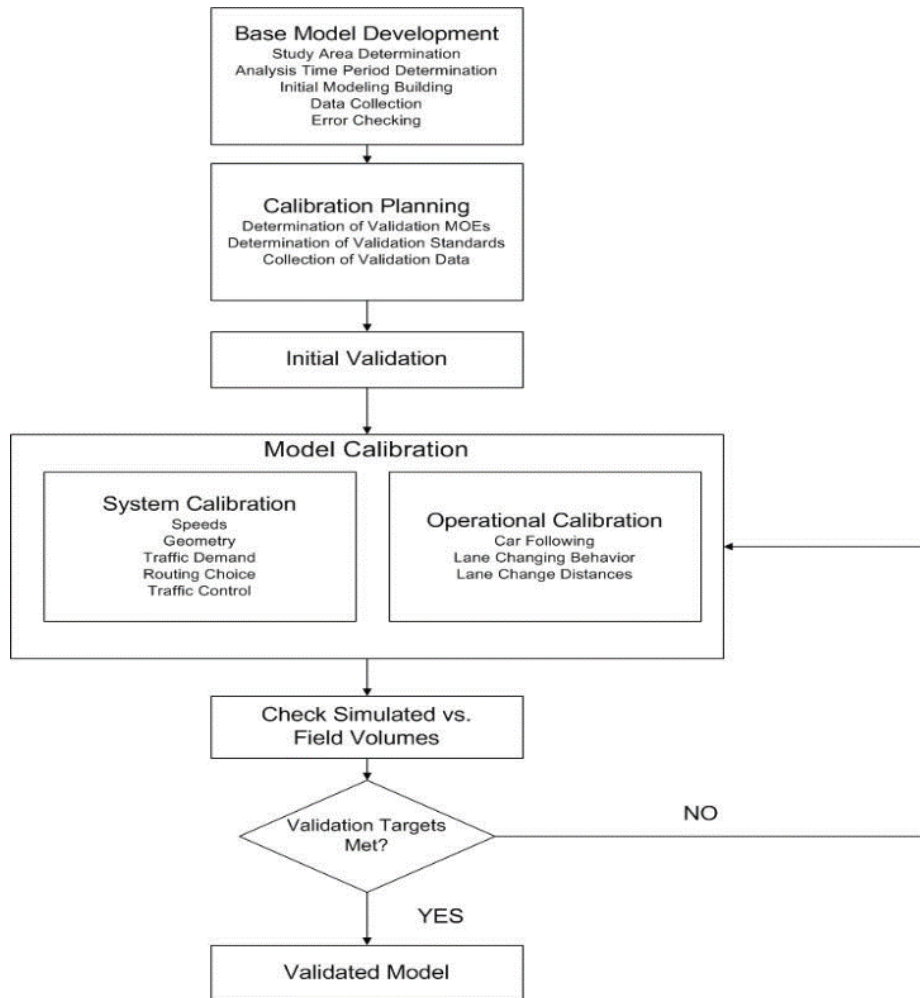 Base Model Development
Study Area Determination
Analysis Time Period Determination
Initial Modeling Building
Data Collection
Error Checking
Calibration Planning
Determination of Validation MOEs
Determination of Validation Standards
Collection of Validation Data
Initial Validation
Model Calibration
System Calibration
Speeds
Geometry
Traffic Demand
Routing Choice
Traffic Control
Operational Calibration
Car Following
Lane Changing Behavior
Lane Change Distances
Check Simulated vs.
Field Volumes
Validation Targets
Met?
NO
YES
Validated Model